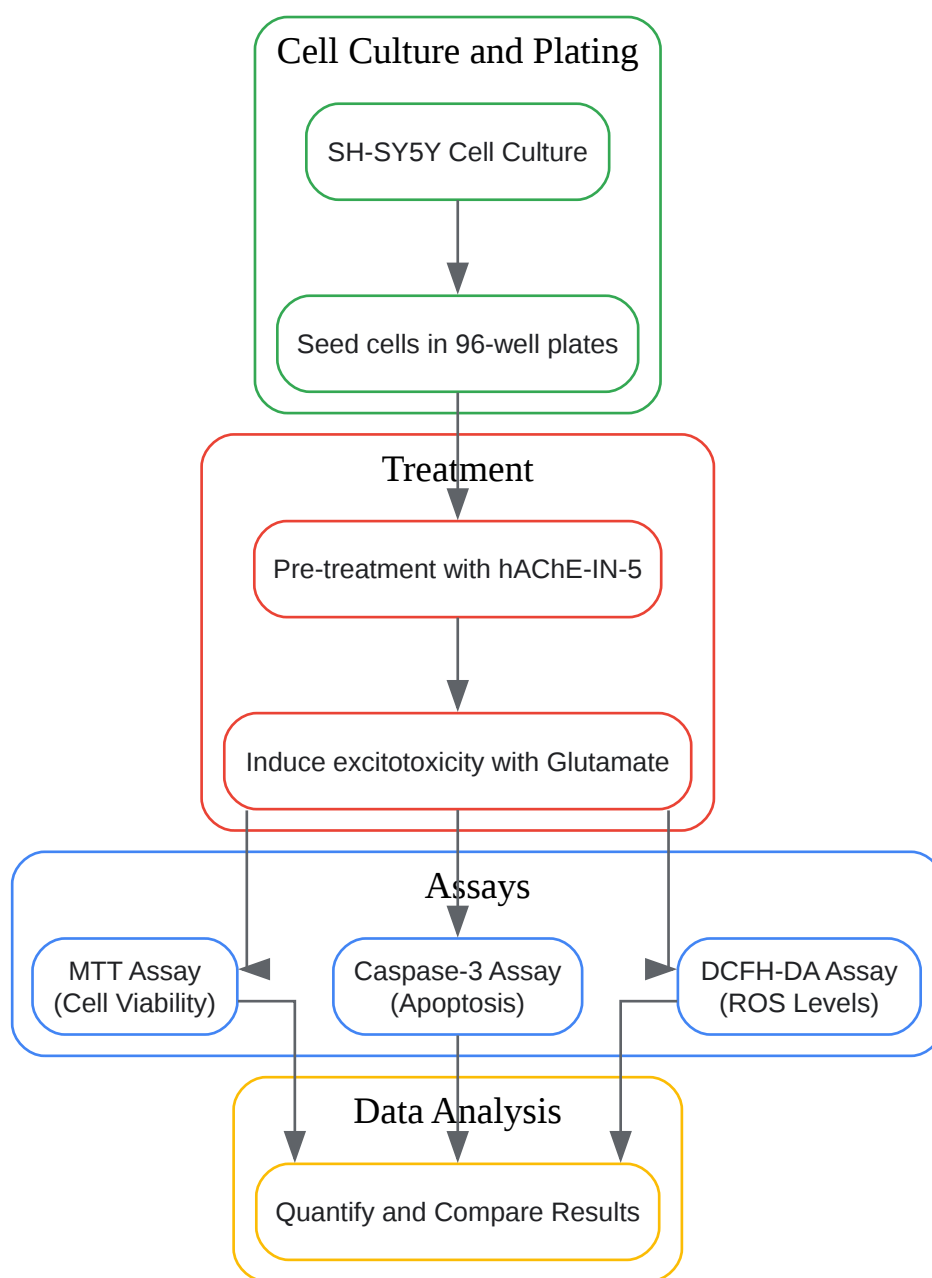 Cell Culture and Plating
SH-SY5Y Cell Culture
Seed cells in 96-well plates
Treatment
Pre-treatment with hAChE-IN-5
Induce excitotoxicity with Glutamate
Assays
MTT Assay
(Cell Viability)
Caspase-3 Assay
(Apoptosis)
DCFH-DA Assay
(ROS Levels)
Data Analysis
Quantify and Compare Results